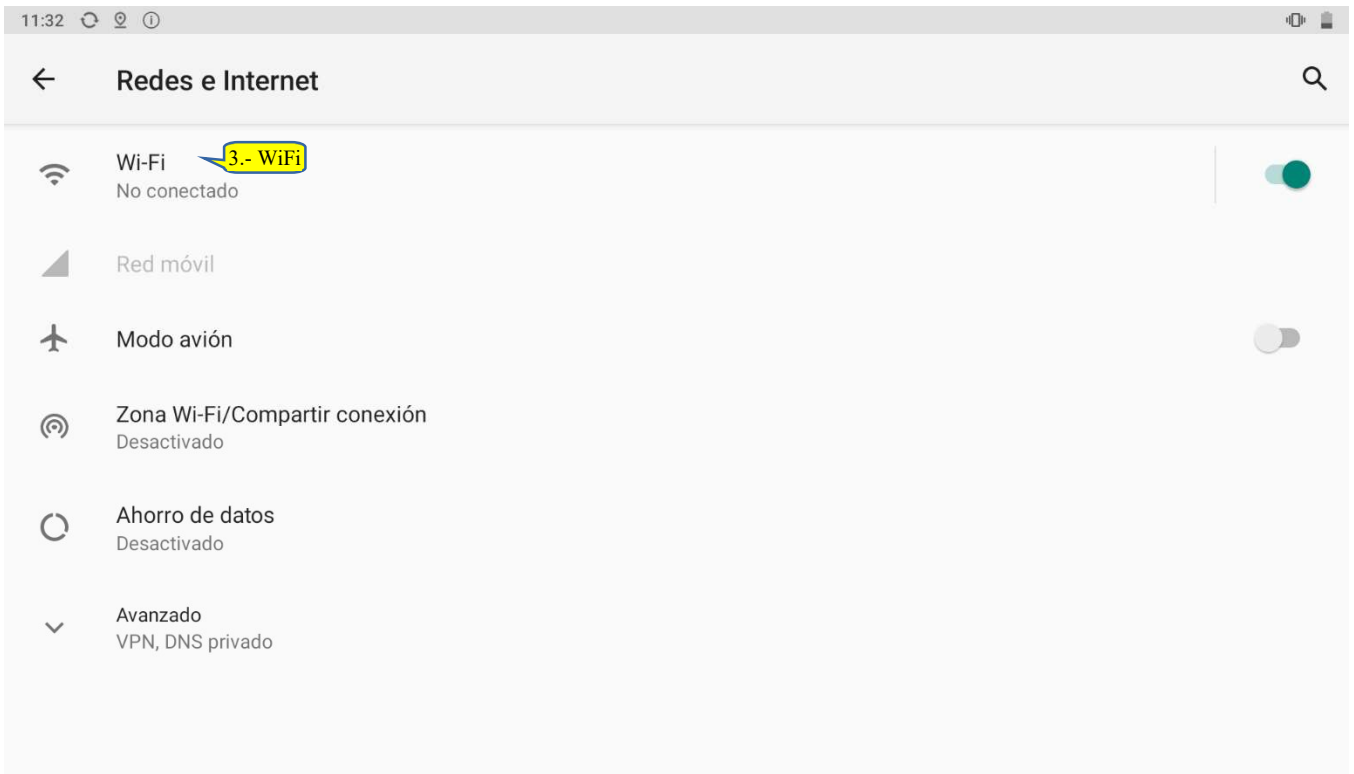 11:32
Redes e Internet
Wi-Fi
3.- WiFi
No conectado
Red móvil
Modo avión
Zona Wi-Fi/Compartir conexión
Desactivado
Ahorro de datos
Desactivado
Avanzado
VPN, DNS privado